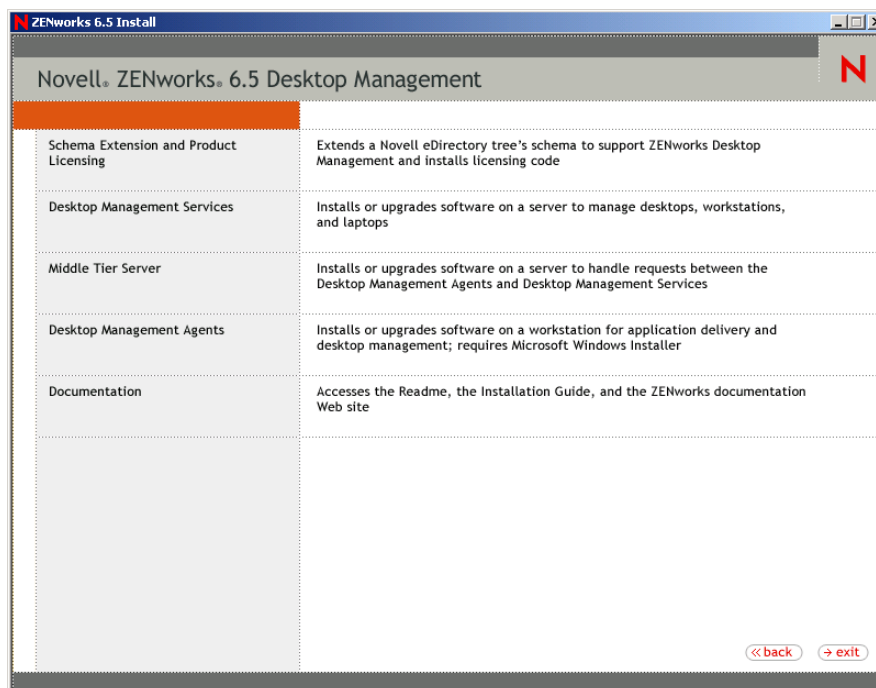 ZENworks 6.5 Install
Novell® ZENworks® 6.5 Desktop Management
N
Schema Extension and Product
Licensing
Extends a Novell eDirectory tree's schema to support ZENworks Desktop
Management and installs licensing code
Desktop Management Services
Installs or upgrades software on a server to manage desktops, workstations,
and laptops
Middle Tier Server
Installs or upgrades software on a server to handle requests between the
Desktop Management Agents and Desktop Management Services
Desktop Management Agents
Installs or upgrades software on a workstation for application delivery and
desktop management; requires Microsoft Windows Installer
Documentation
Accesses the Readme, the Installation Guide, and the ZENworks documentation
Web site
back
exit